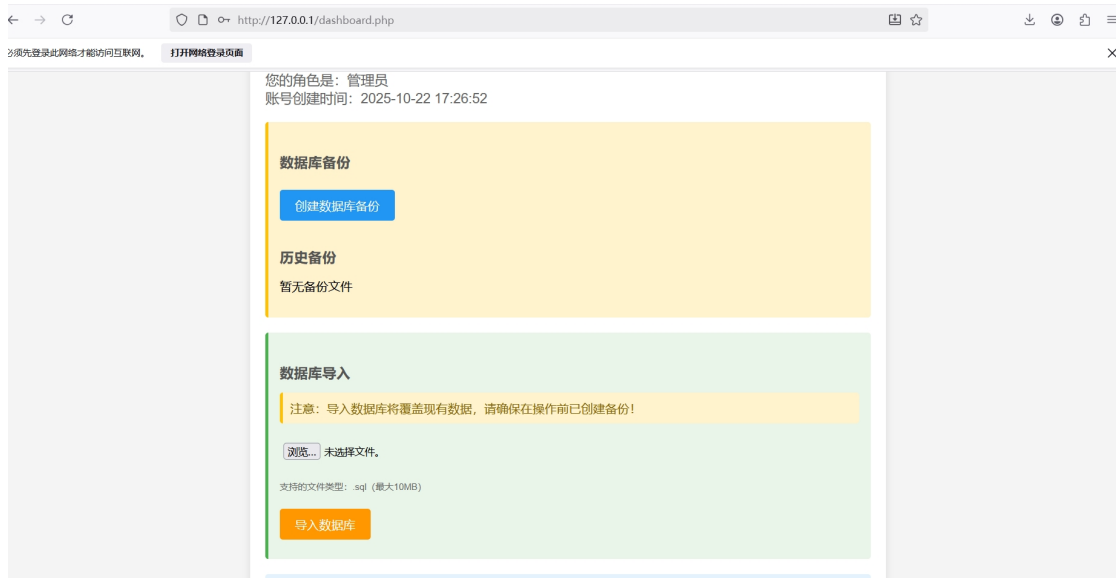 http://127.0.0.1/dashboard.php
必须先登录此网络才能访问互联网。 打开网络登录页面
您的角色是：管理员
账号创建时间：2025-10-22 17:26:52
数据库备份
创建数据库备份
历史备份
暂无备份文件
数据库导入
注意：导入数据库将覆盖现有数据，请确保在操作前已创建备份！
浏览... 未选择文件。
支持的文件类型：.sql（最大10MB）
导入数据库